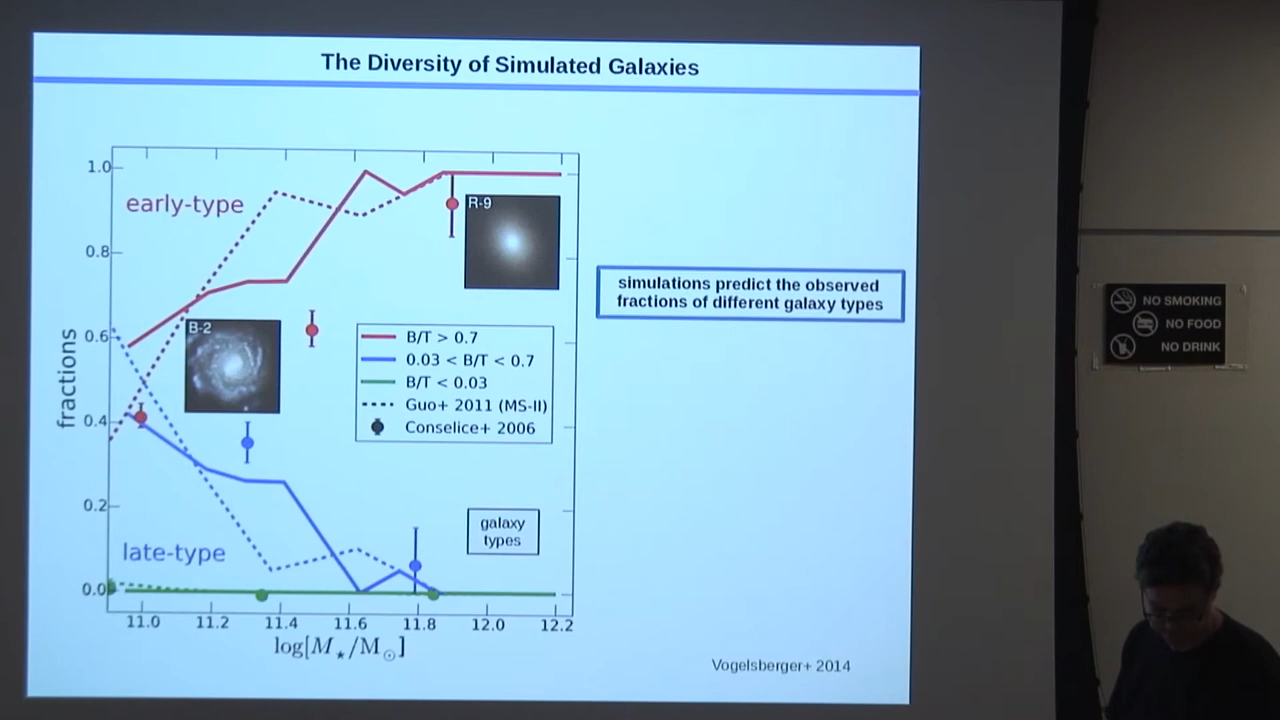 The Diversity of Simulated Galaxies
1.0
0.8
0.6
0.4
0.2
0.0
fractions
early-type
R-9
B-2
B/T > 0.7
0.03 < B/T < 0.7
B/T < 0.03
Guo+ 2011 (MS-II)
Conselice+ 2006
galaxy
types
late-type
11.0 11.2 11.4 11.6 11.8 12.0 12.2
log[M⋆/M⊙]
simulations predict the observed
fractions of different galaxy types
Vogelsberger+ 2014
NO SMOKING
NO FOOD
NO DRINK